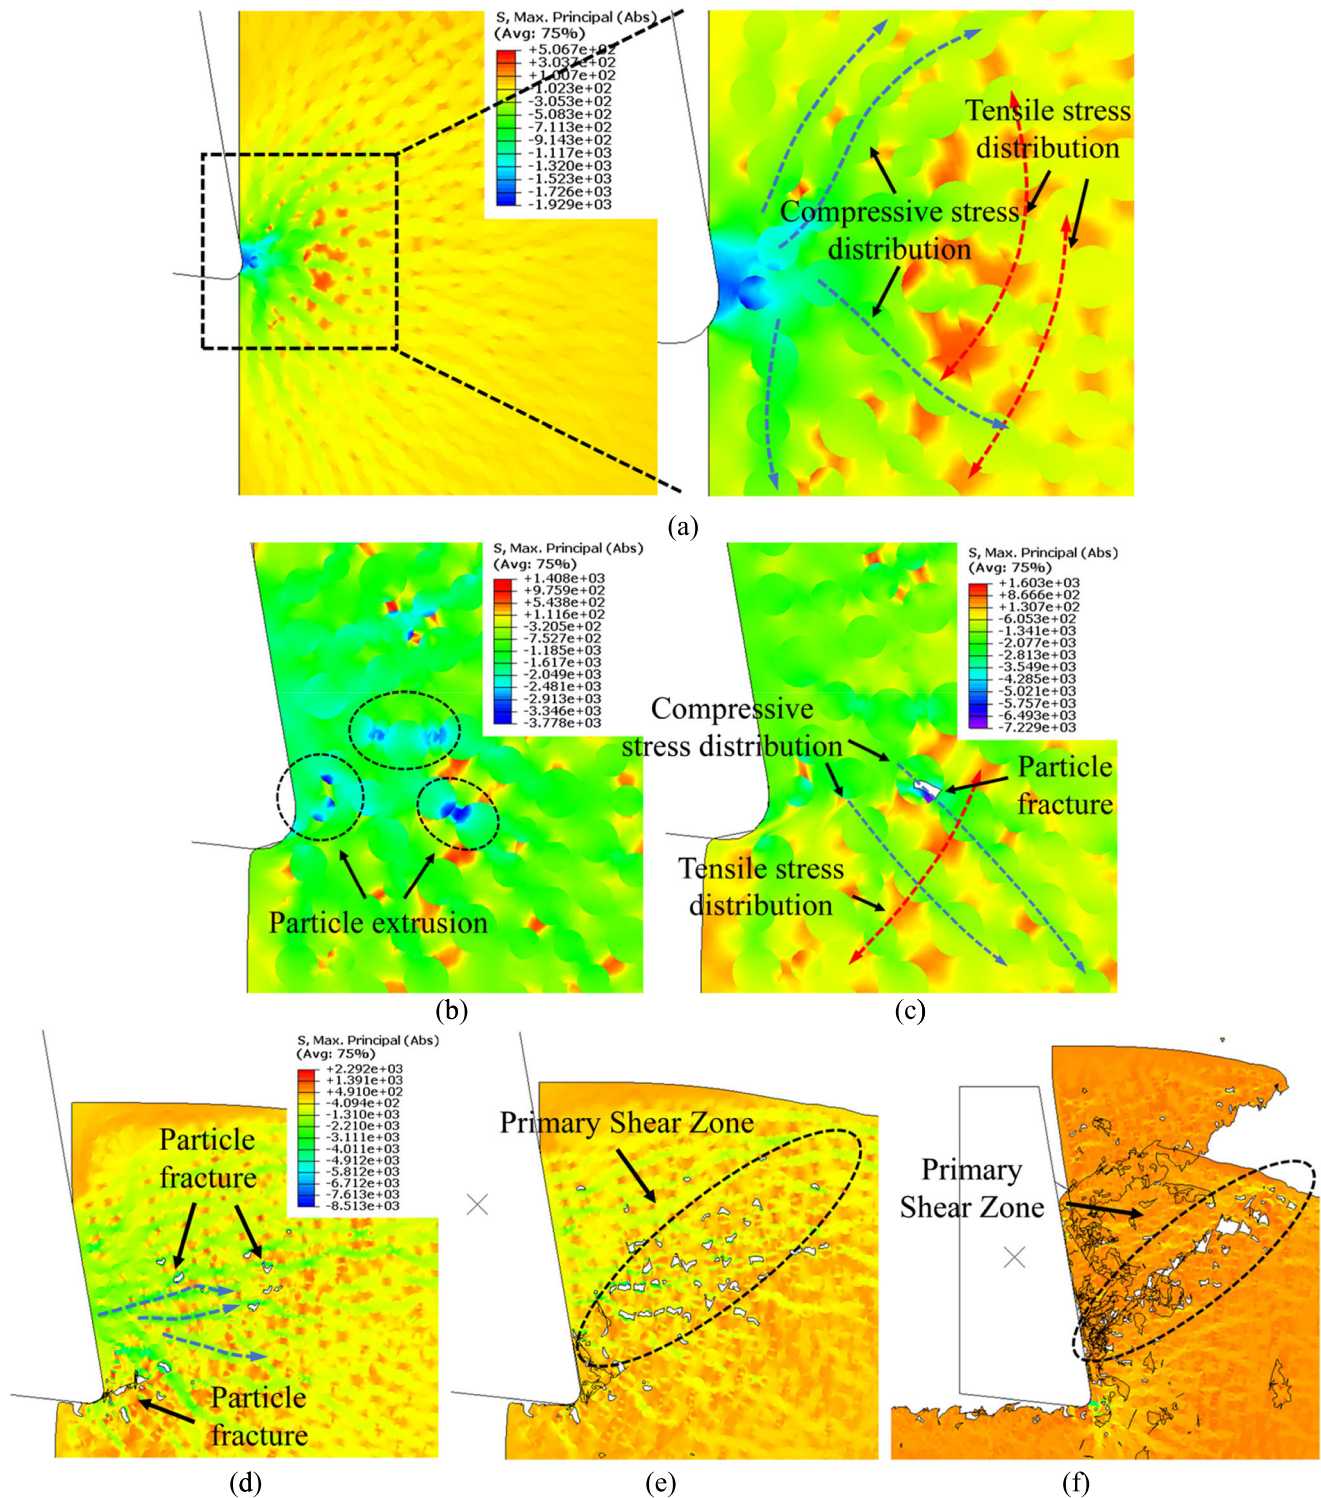 S, Max. Principal (Abs)
(Avg: 75%)
+5.067e+02
+3.037e+02
+1.007e+02
-1.023e+02
-3.053e+02
-5.083e+02
-7.113e+02
-9.143e+02
-1.117e+03
-1.320e+03
-1.523e+03
-1.726e+03
-1.929e+03
Tensile stress
distribution
Compressive stress
distribution
(a)
S, Max. Principal (Abs)
(Avg: 75%)
+1.408e+03
+9.759e+02
+5.438e+02
+1.116e+02
-3.205e+02
-7.527e+02
-1.185e+03
-1.617e+03
-2.049e+03
-2.481e+03
-2.913e+03
-3.346e+03
-3.778e+03
Particle extrusion
(b)
S, Max. Principal (Abs)
(Avg: 75%)
+1.603e+03
+8.666e+02
+1.307e+02
-6.053e+02
-1.341e+03
-2.077e+03
-2.813e+03
-3.549e+03
-4.285e+03
-5.021e+03
-5.757e+03
-6.493e+03
-7.229e+03
Compressive
stress distribution
Particle
fracture
Tensile stress
distribution
(c)
S, Max. Principal (Abs)
(Avg: 75%)
+2.292e+03
+1.391e+03
+4.910e+02
-4.094e+02
-1.310e+03
-2.210e+03
-3.111e+03
-4.011e+03
-4.912e+03
-5.812e+03
-6.712e+03
-7.613e+03
-8.513e+03
Particle
fracture
Particle
fracture
(d)
Primary Shear Zone
(e)
Primary
Shear Zone
(f)